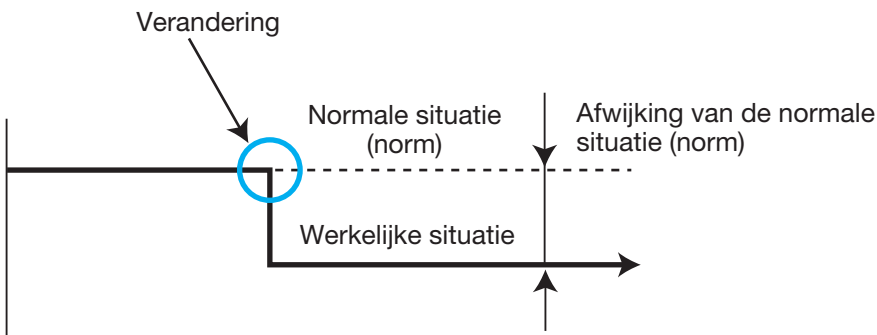 Verandering
Normale situatie
(norm)
Afwijking van de normale
situatie (norm)
Werkelijke situatie